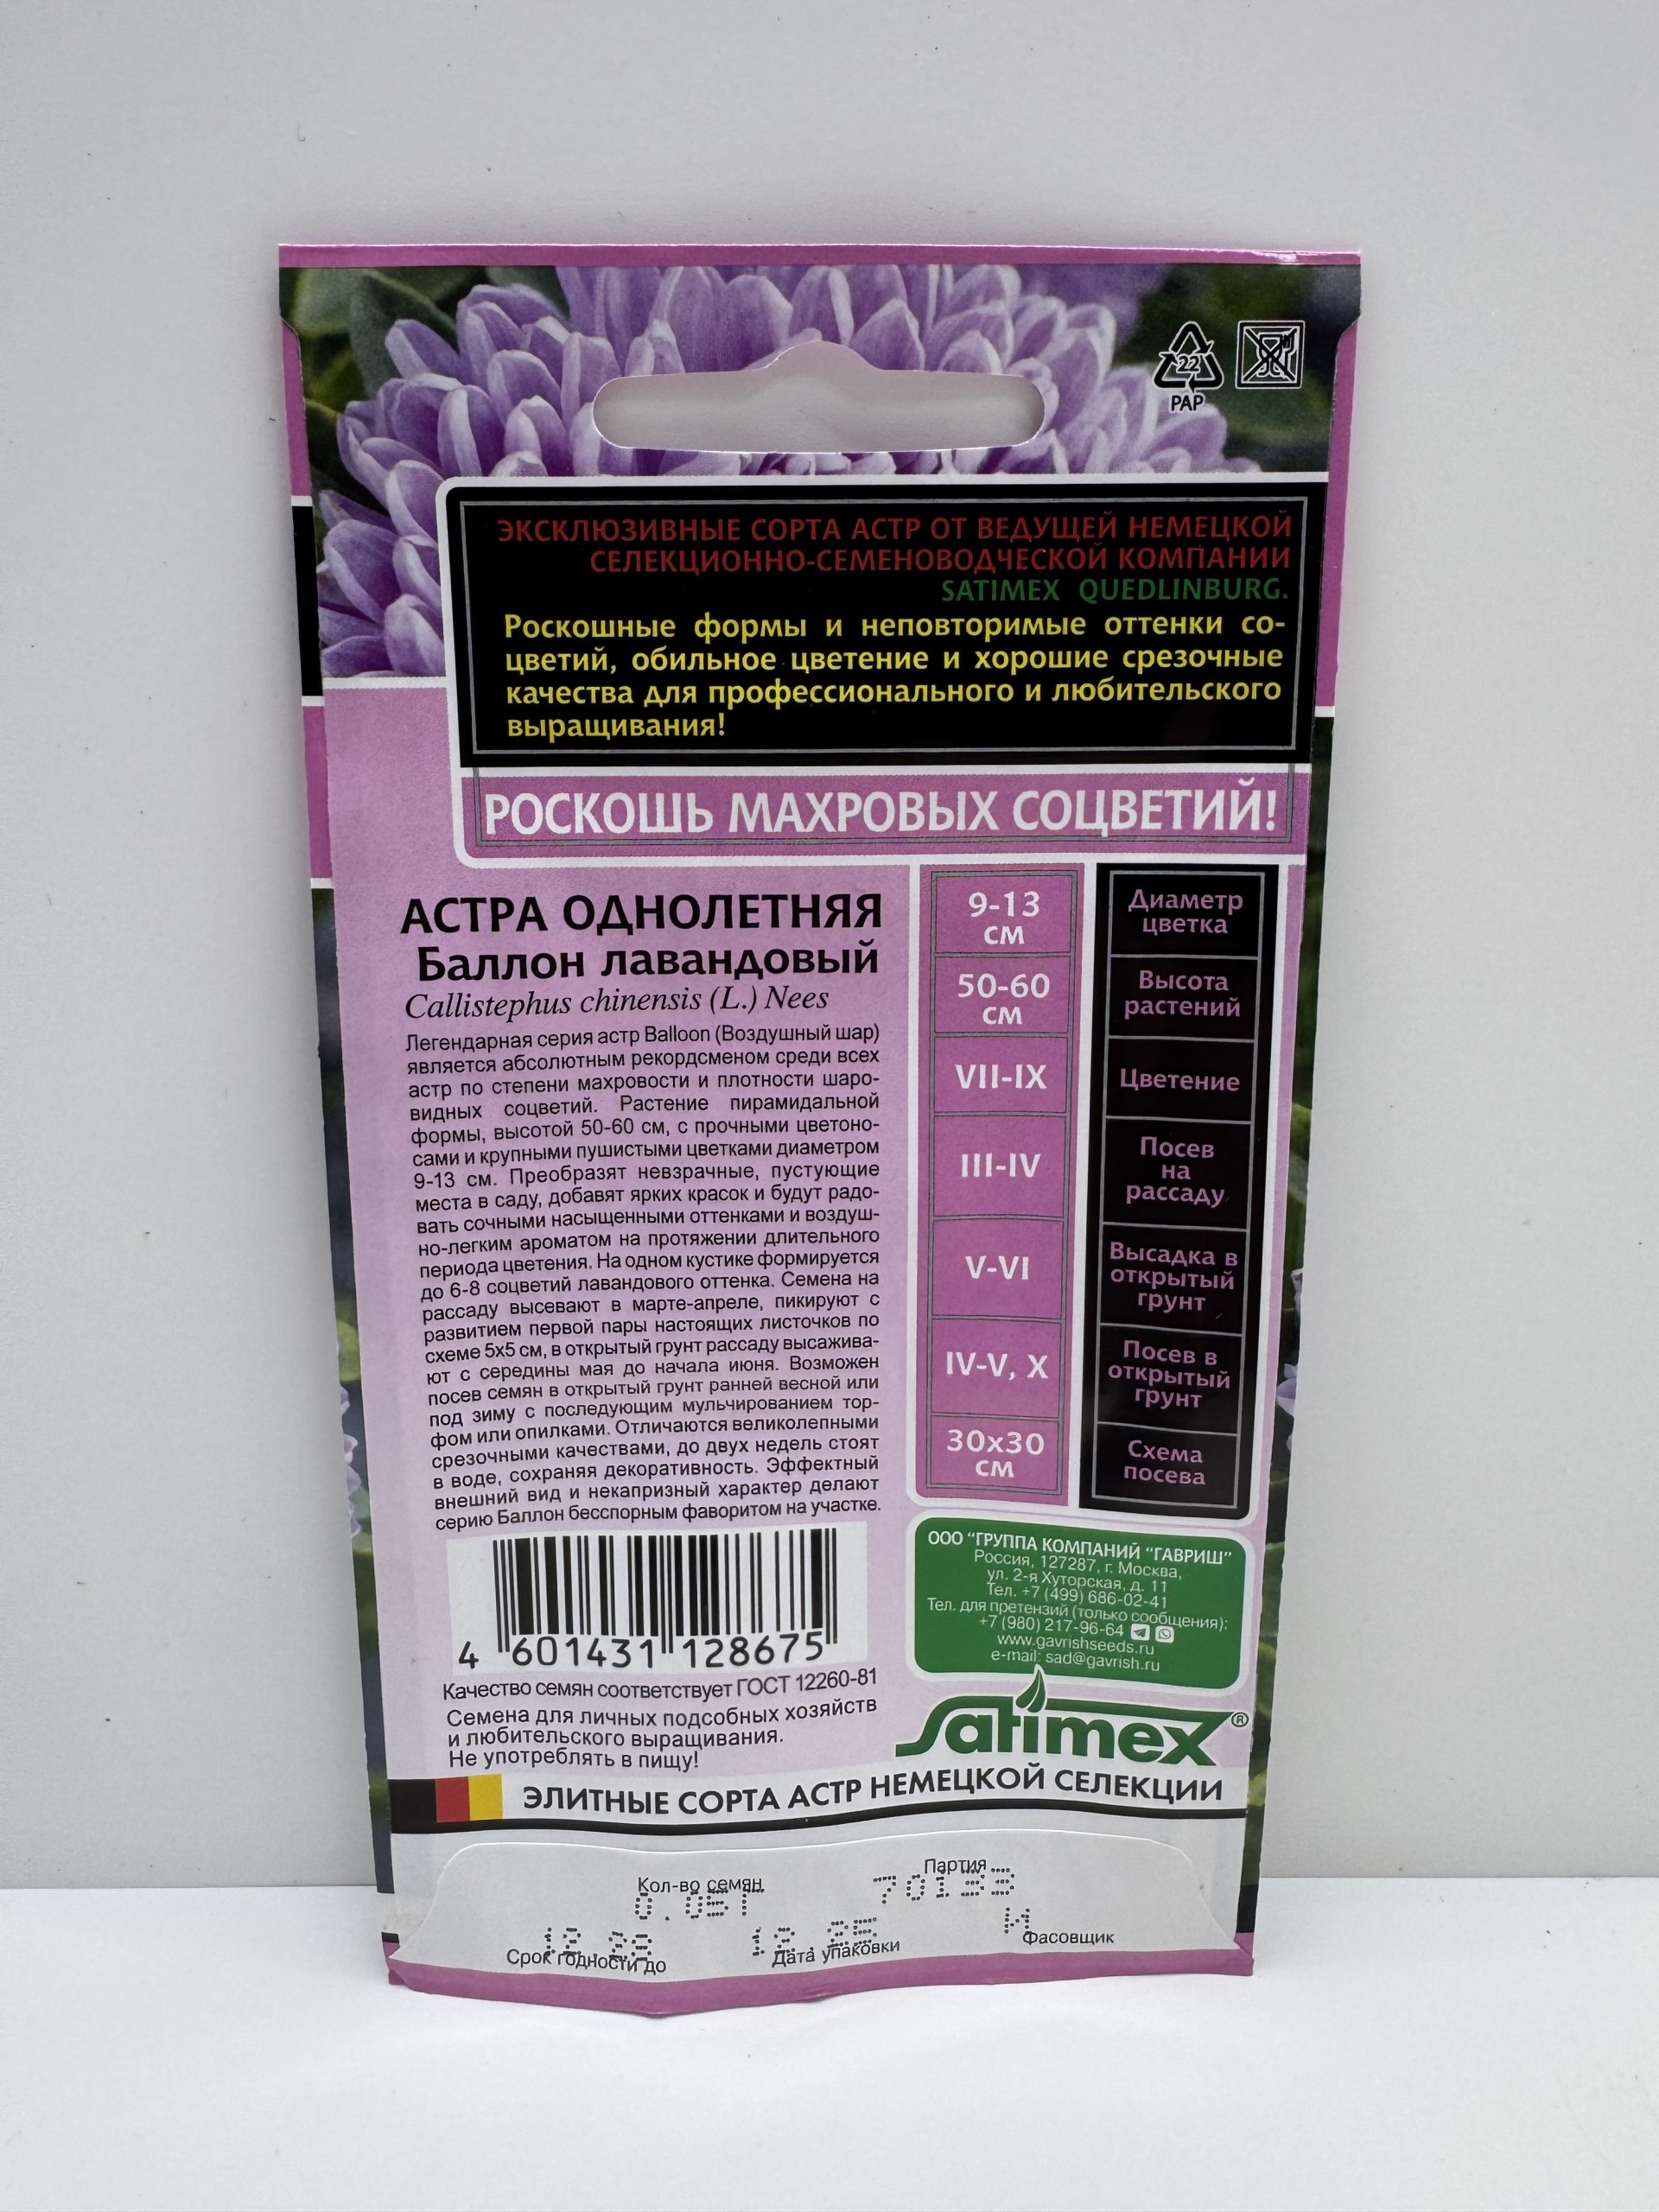 22
PAP
ЭКСКЛЮЗИВНЫЕ СОРТА АСТР ОТ ВЕДУЩЕЙ НЕМЕЦКОЙ
СЕЛЕКЦИОННО-СЕМЕНОВОДЧЕСКОЙ КОМПАНИИ
SATIMEX QUEDLINBURG.
Роскошные формы и неповторимые оттенки со-
цветий, обильное цветение и хорошие срезочные
качества для профессионального и любительского
выращивания!
РОСКОШЬ МАХРОВЫХ СОЦВЕТИЙ!
АСТРА ОДНОЛЕТНЯЯ
Баллон лавандовый
Callistephus chinensis (L.) Nees
Легендарная серия астр Balloon (Воздушный шар)
является абсолютным рекордсменом среди всех
астр по степени махровости и плотности шаро-
видных соцветий. Растение пирамидальной
формы, высотой 50-60 см, с прочными цветоно-
сами и крупными пушистыми цветками диаметром
9-13 см. Преобразят невзрачные, пустующие
места в саду, добавят ярких красок и будут радо-
вать сочными насыщенными оттенками и воздуш-
но-легким ароматом на протяжении длительного
периода цветения. На одном кустике формируется
до 6-8 соцветий лавандового оттенка. Семена на
рассаду высевают в марте-апреле, пикируют с
развитием первой пары настоящих листочков по
схеме 5х5 см, в открытый грунт рассаду высажива-
ют с середины мая до начала июня. Возможен
посев семян в открытый грунт ранней весной или
под зиму с последующим мульчированием тор-
фом или опилками. Отличаются великолепными
срезочными качествами, до двух недель стоят
в воде, сохраняя декоративность. Эффектный
внешний вид и некапризный характер делают
серию Баллон бесспорным фаворитом на участке.
9-13
см
Диаметр
цветка
50-60
см
Высота
растений
VII-IX
Цветение
III-IV
Посев
на
рассаду
V-VI
Высадка в
открытый
грунт
IV-V, X
Посев в
открытый
грунт
30х30
см
Схема
посева
4 601431 128675
Качество семян соответствует ГОСТ 12260-81
Семена для личных подсобных хозяйств
и любительского выращивания.
Не употреблять в пищу!
ООО "ГРУППА КОМПАНИЙ "ГАВРИШ"
Россия, 127287, г. Москва,
ул. 2-я Хуторская, д. 11
Тел. +7 (499) 686-02-41
Тел. для претензий (только сообщения):
+7 (980) 217-96-64
www.gavrishseeds.ru
e-mail: sad@gavrish.ru
Satimex®
ЭЛИТНЫЕ СОРТА АСТР НЕМЕЦКОЙ СЕЛЕКЦИИ
Партия
70133
Кол-во семян
0.05Г
12.28
12.25
И
Срок годности до
Дата упаковки
Фасовщик